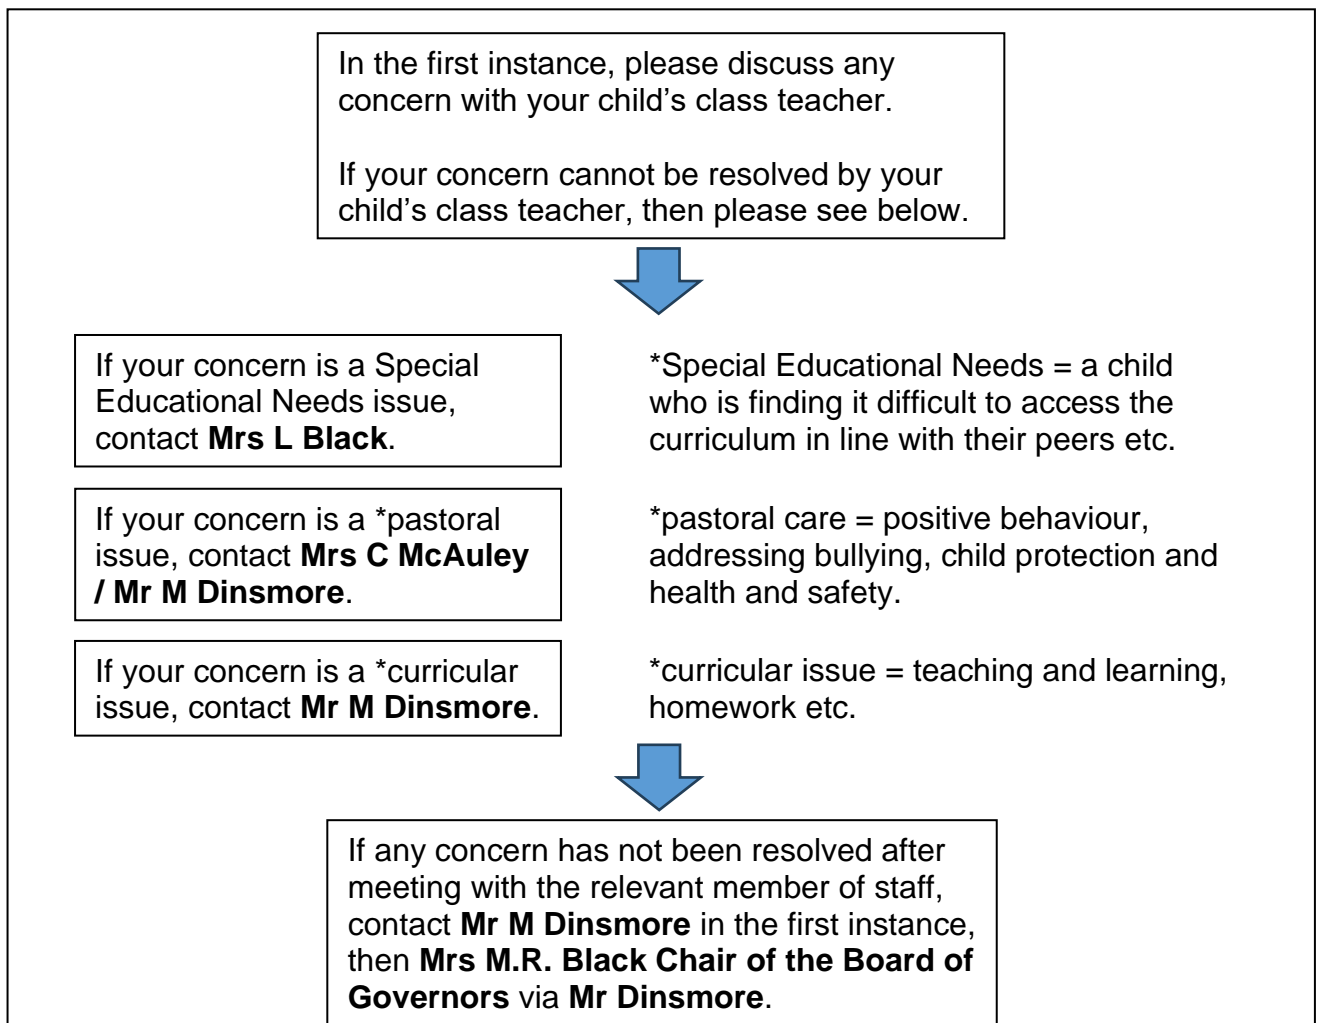 In the first instance, please discuss any
concern with your child’s class teacher.
If your concern cannot be resolved by your
child’s class teacher, then please see below.
If your concern is a Special
Educational Needs issue,
contact Mrs L Black.
*Special Educational Needs = a child
who is finding it difficult to access the
curriculum in line with their peers etc.
If your concern is a *pastoral
issue, contact Mrs C McAuley
/ Mr M Dinsmore.
*pastoral care = positive behaviour,
addressing bullying, child protection and
health and safety.
If your concern is a *curricular
issue, contact Mr M Dinsmore.
*curricular issue = teaching and learning,
homework etc.
If any concern has not been resolved after
meeting with the relevant member of staff,
contact Mr M Dinsmore in the first instance,
then Mrs M.R. Black Chair of the Board of
Governors via Mr Dinsmore.